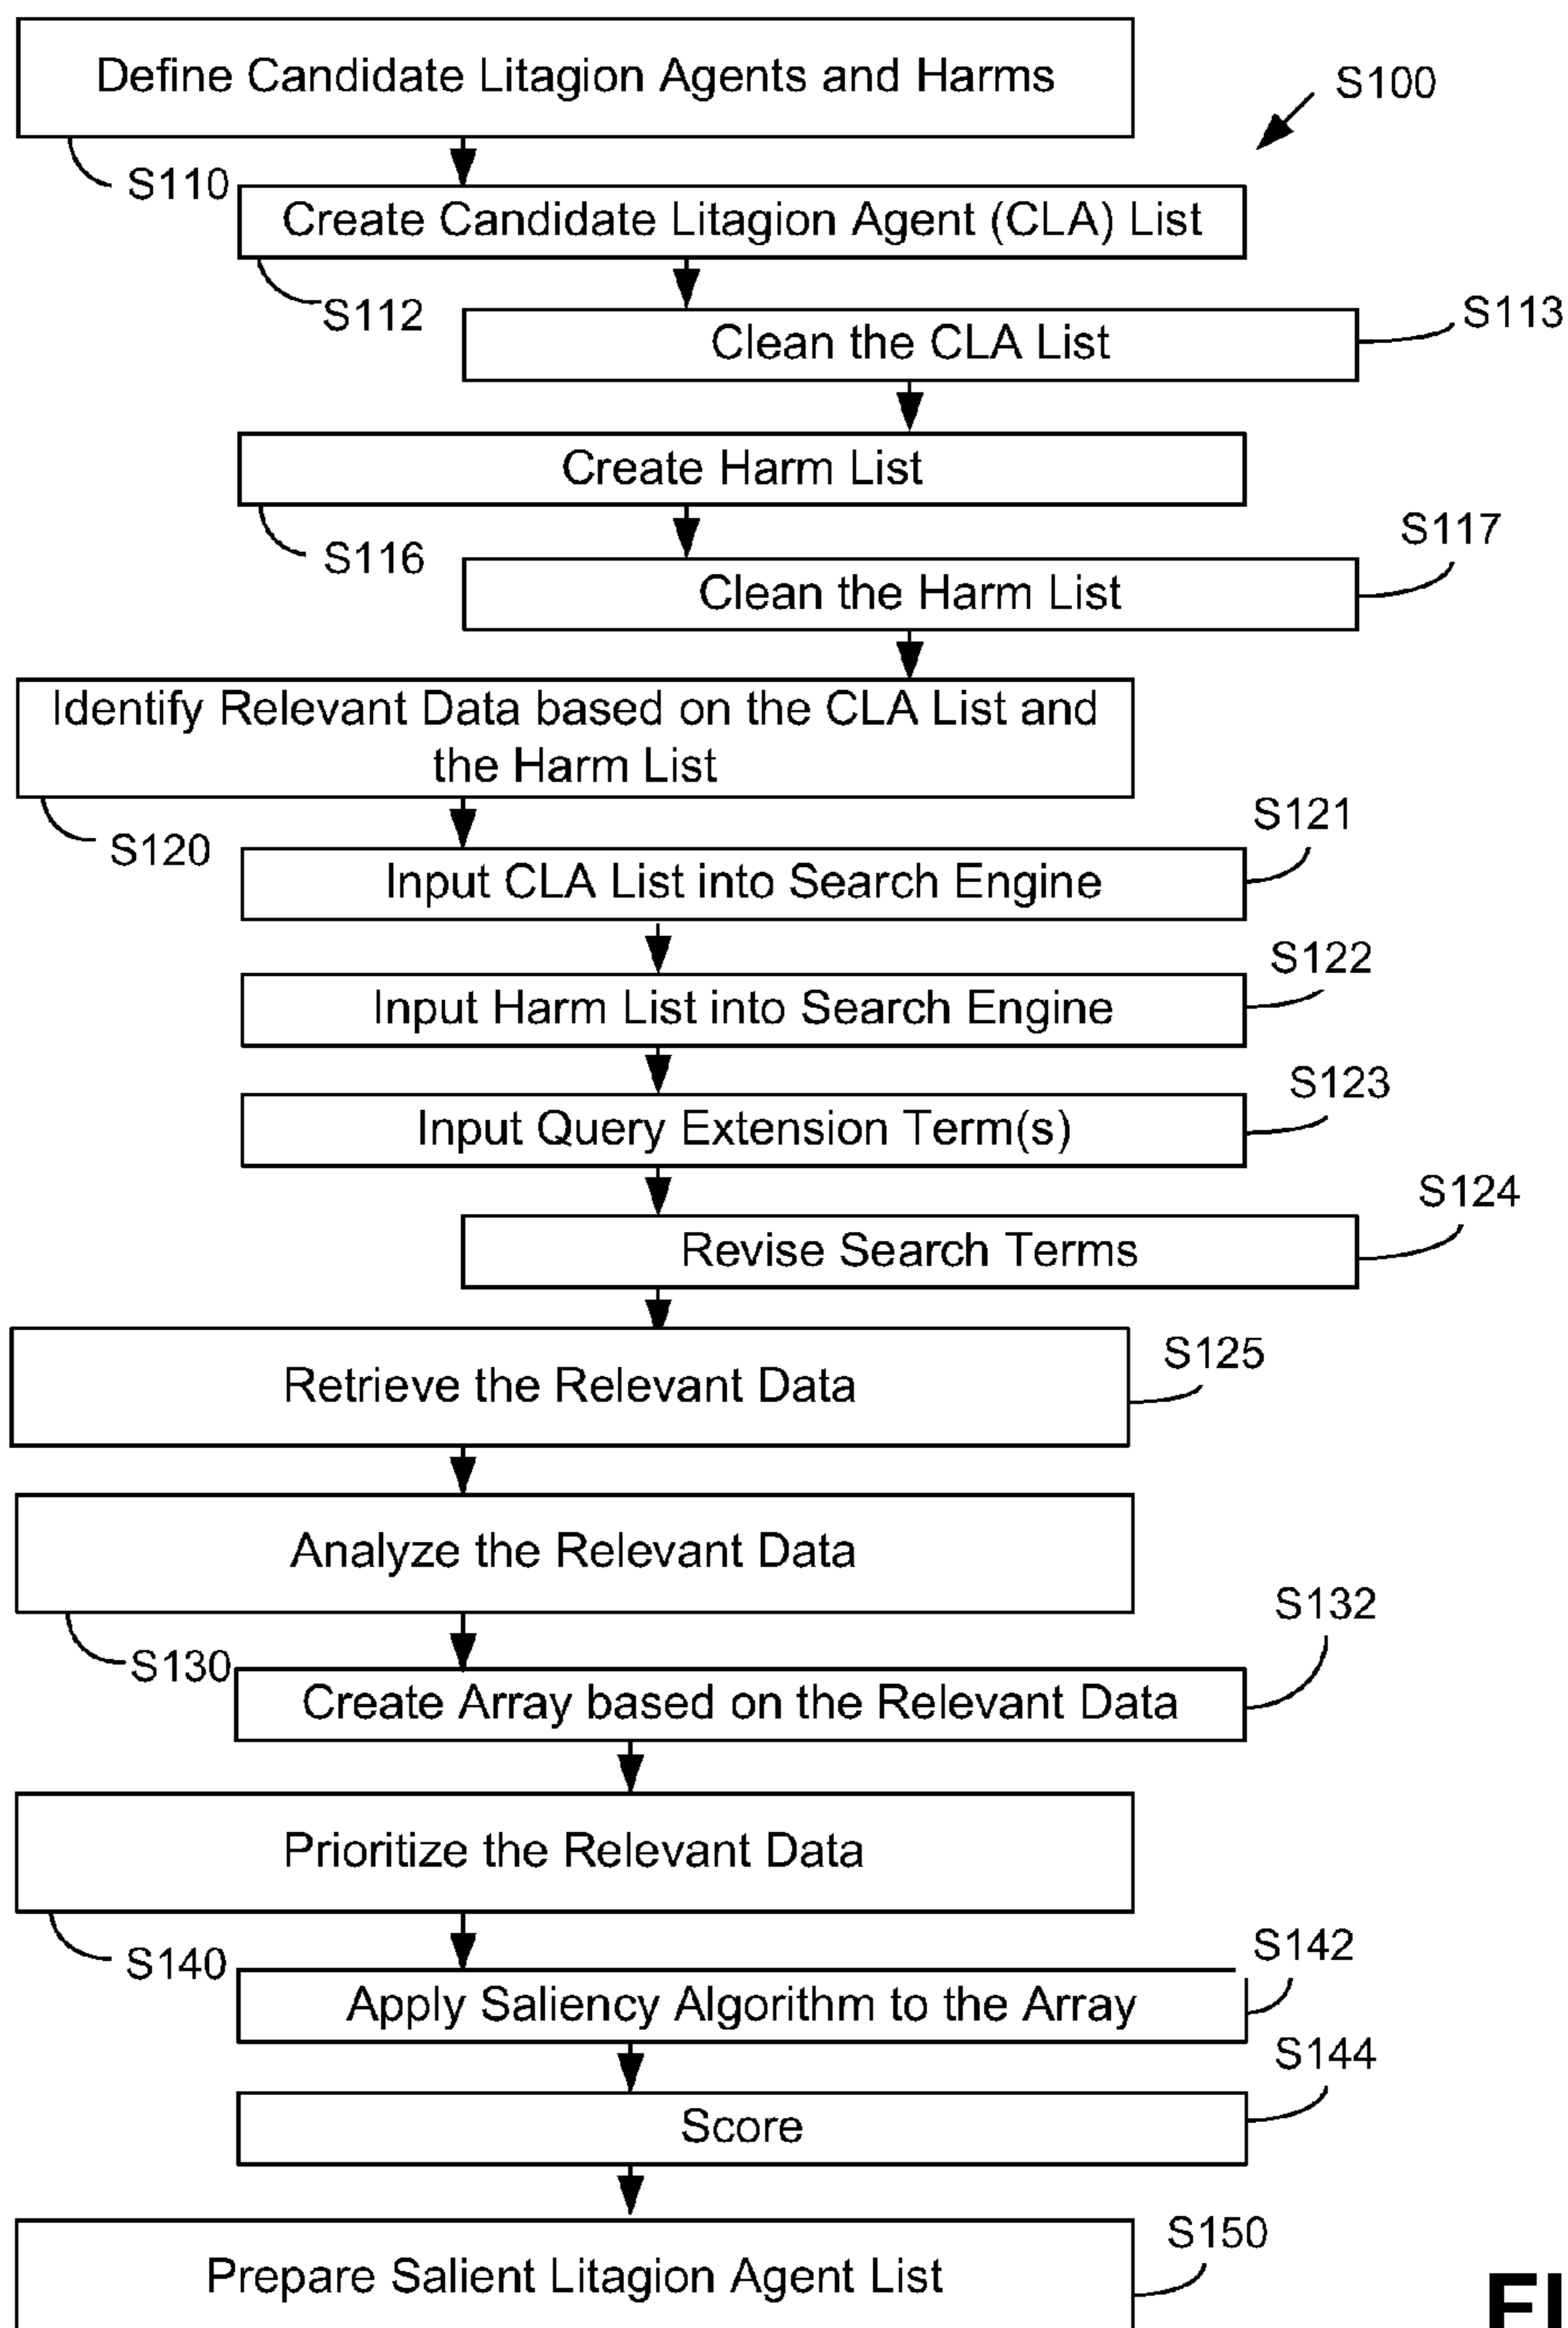 Define Candidate Litagion Agents and Harms
S100
S110
Create Candidate Litagion Agent (CLA) List
S112
Clean the CLA List
S113
Create Harm List
S116
S117
Clean the Harm List
Identify Relevant Data based on the CLA List and
the Harm List
S120
S121
Input CLA List into Search Engine
S122
Input Harm List into Search Engine
S123
Input Query Extension Term(s)
S124
Revise Search Terms
S125
Retrieve the Relevant Data
Analyze the Relevant Data
S130
S132
Create Array based on the Relevant Data
Prioritize the Relevant Data
S140
S142
Apply Saliency Algorithm to the Array
S144
Score
S150
Prepare Salient Litagion Agent List